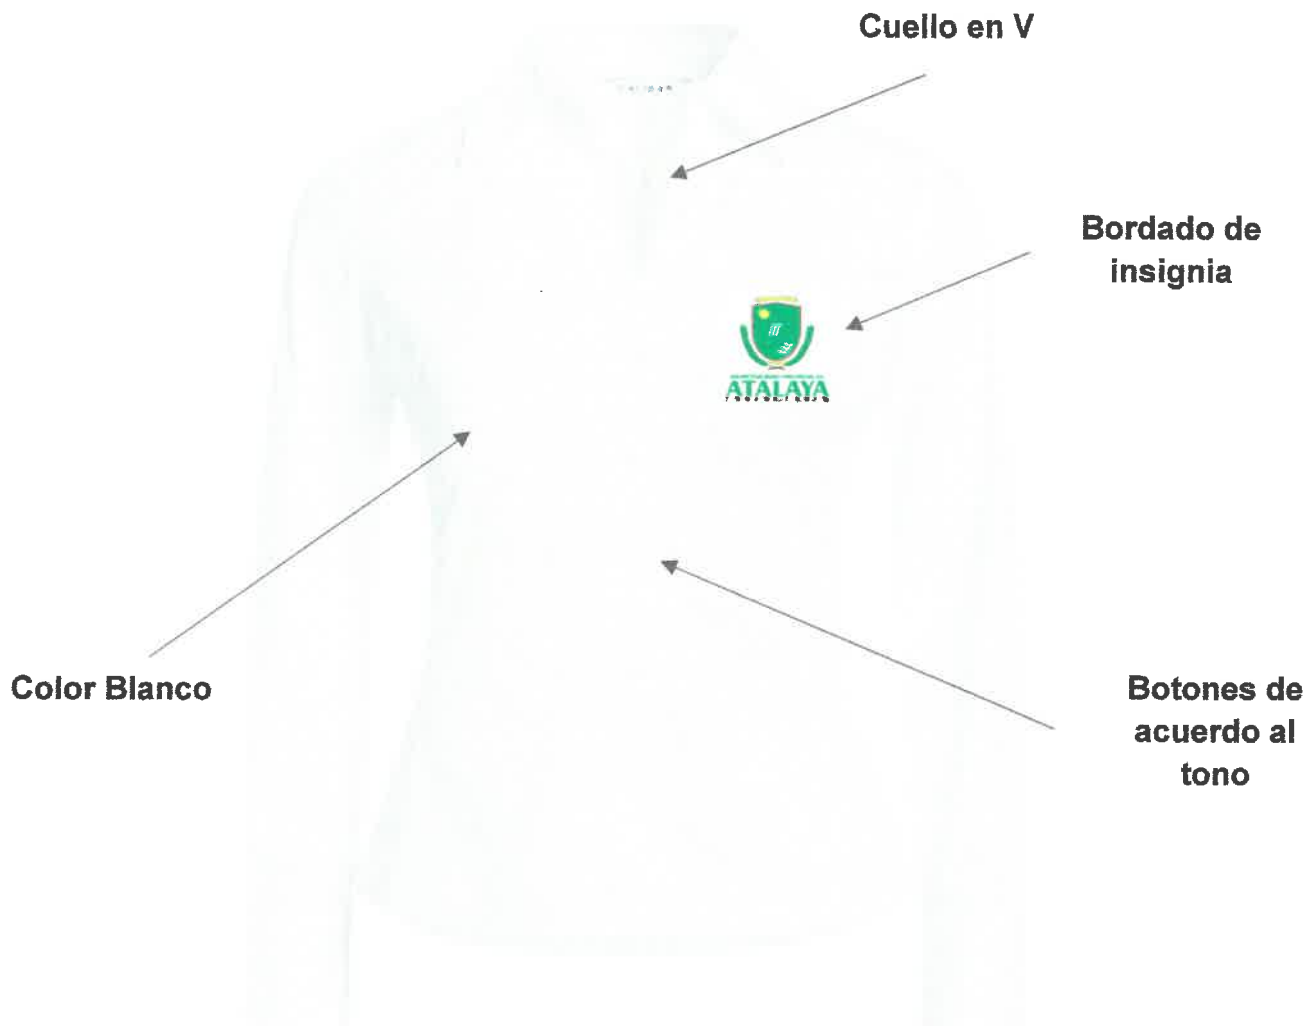 Cuello en V
Bordado de
insignia
ATALAYA
Color Blanco
Botones de
acuerdo al
tono